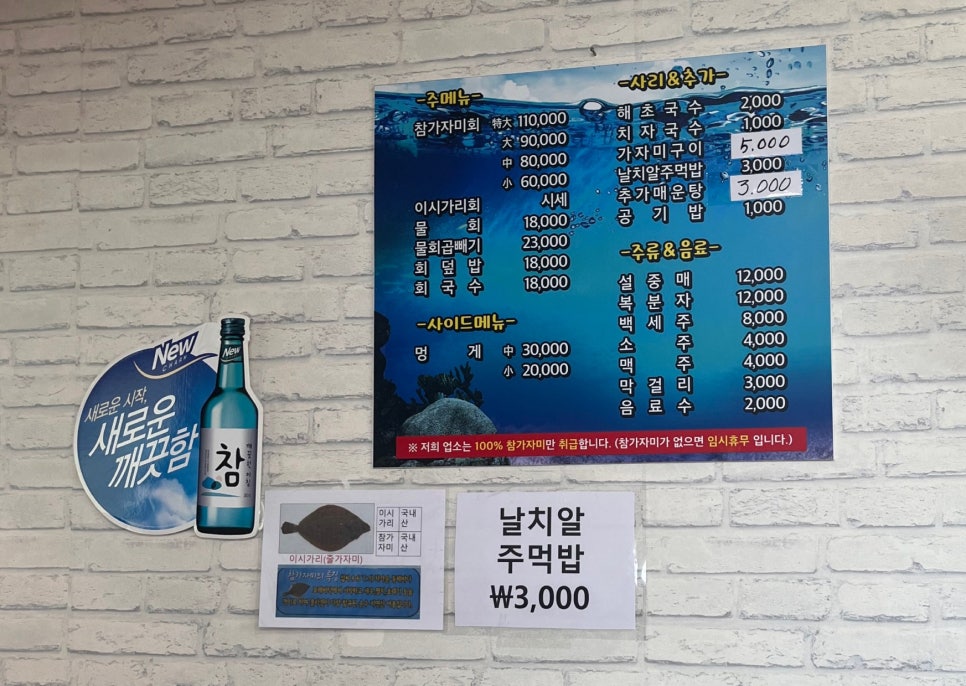 -주메뉴-
참가자미회 特大 110,000
大 90,000
中 80,000
小 60,000
이시가리회 시세
물 회 18,000
물회곱빼기 23,000
회 덮 밥 18,000
회 국 수 18,000
-사이드메뉴-
멍 게 中 30,000
小 20,000
-사리&추가-
해 초 국 수 2,000
치 자 국 수 1,000
가 자 미 구 이 5.000
날치알주먹밥 3,000
추 가 매 운 탕 3.000
공 기 밥 1,000
-주류&음료-
설 중 매 12,000
복 분 자 12,000
백 세 주 8,000
소 주 4,000
맥 주 4,000
막 걸 리 3,000
음 료 수 2,000
※ 저희 업소는 100% 참가자미만 취급합니다. (참가자미가 없으면 임시휴무 입니다.)
New
CHARM
새로운 시작,
새로운
깨끗함
New
참
이시가리 국내산
참가자미 국내산
이시가리(줄가자미)
참가자미의 특징
날치알
주먹밥
₩3,000